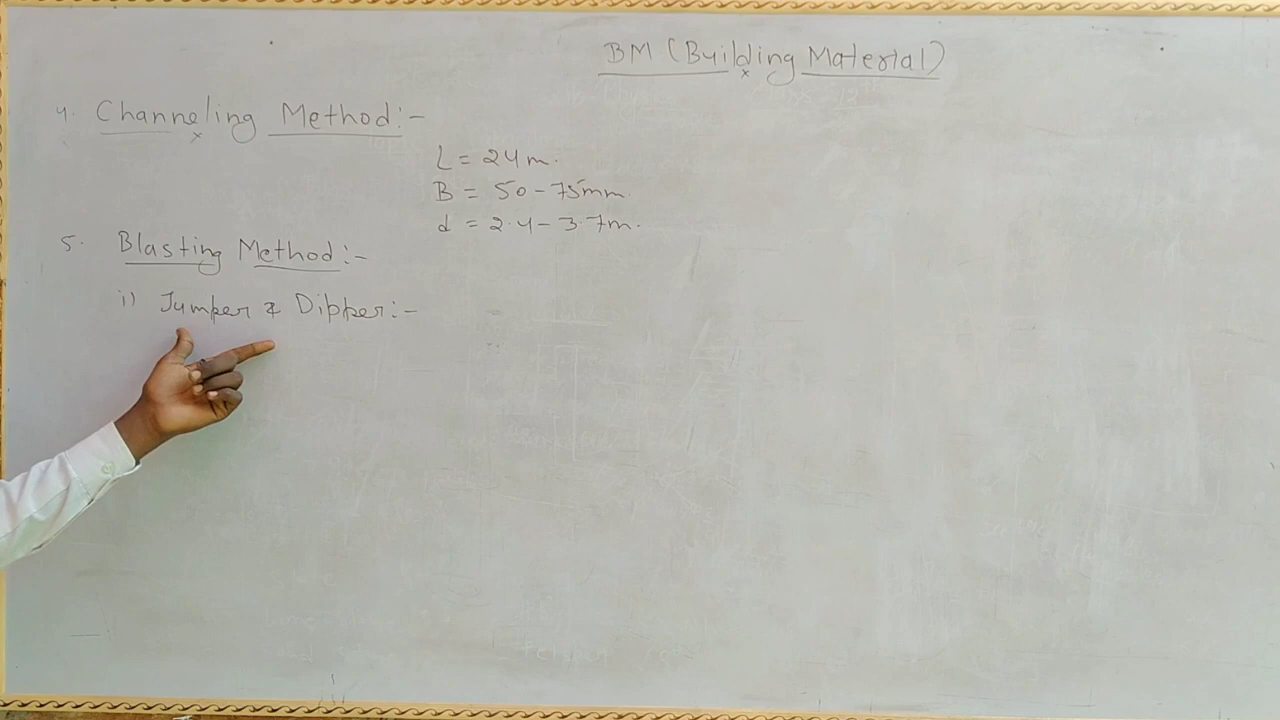 BM (Building Material)
4. Channeling Method:-
L = 24m.
B = 50-75mm.
d = 2.4-3.7m.
5. Blasting Method:-
i) Jumper & Dipper:-